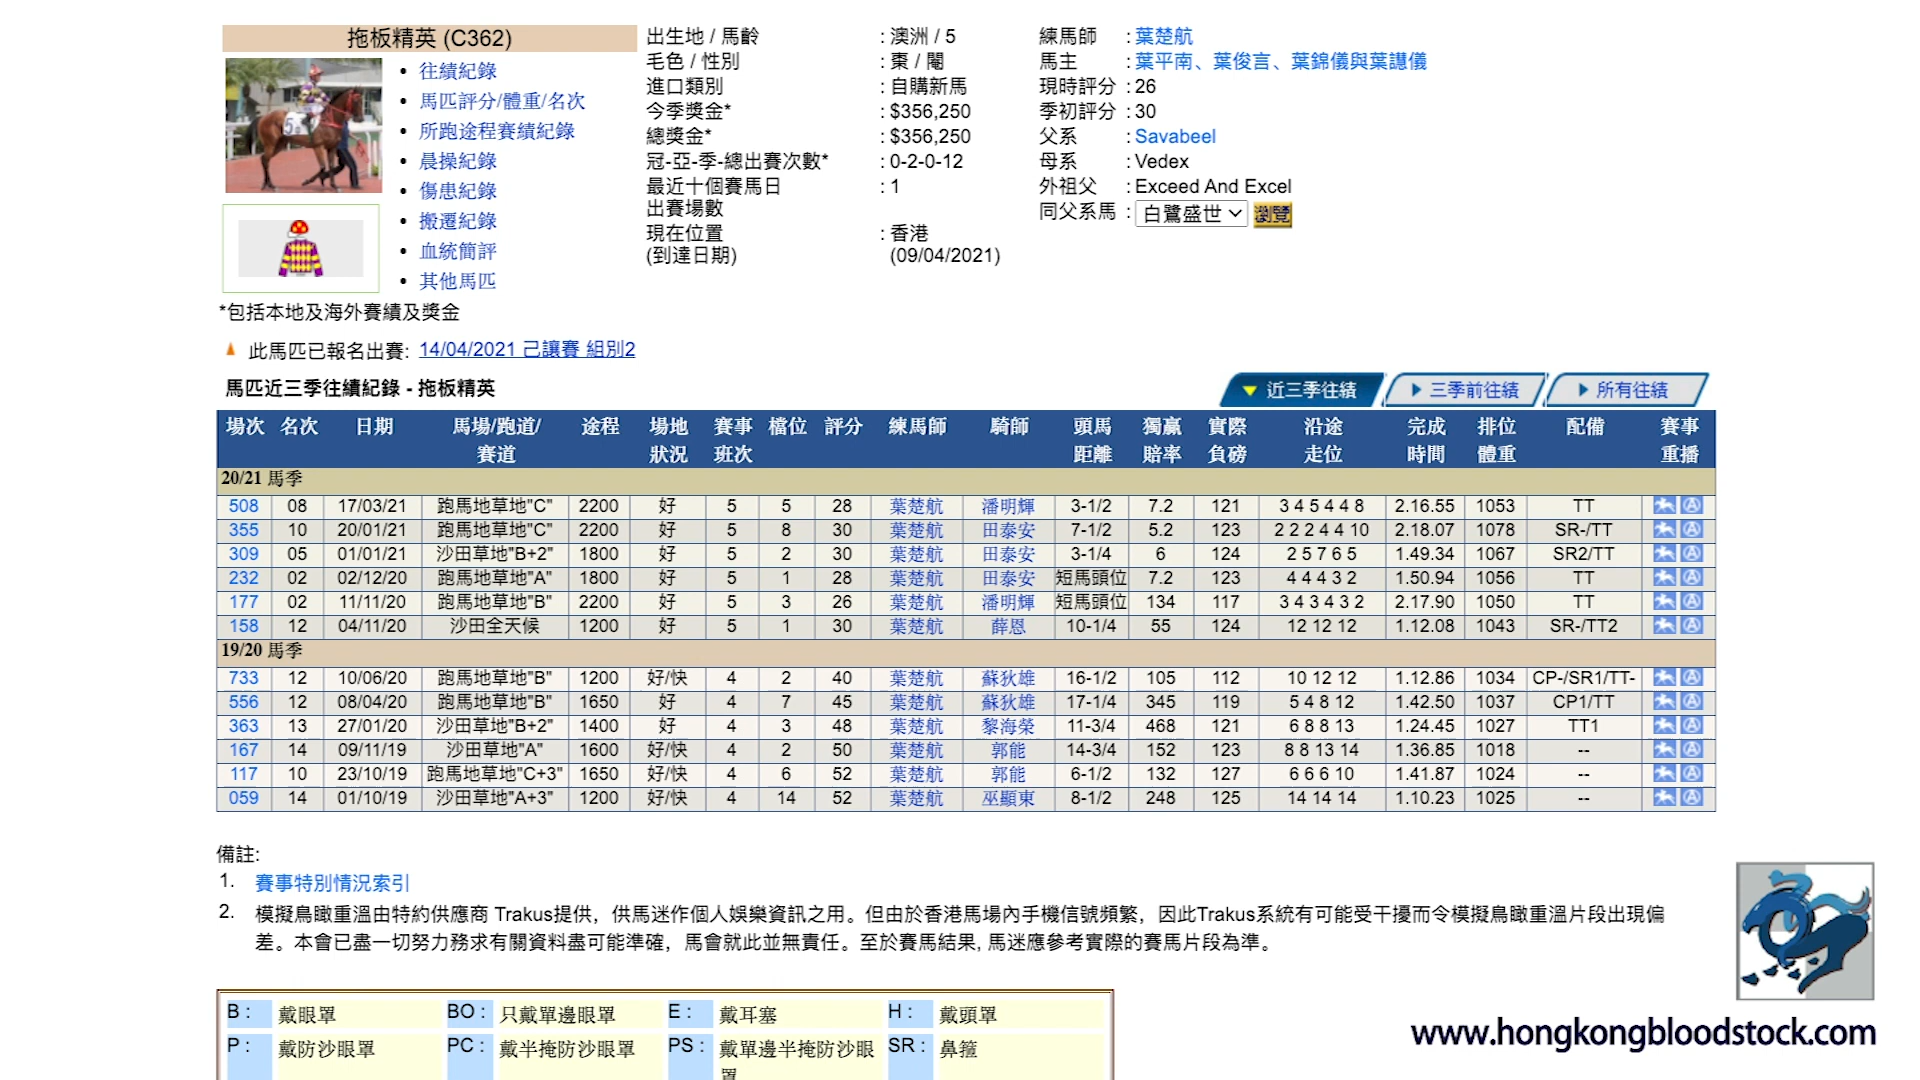 拖板精英 (C362)
往績紀錄
馬匹評分/體重/名次
所跑途程賽績紀錄
晨操紀錄
傷患紀錄
搬遷紀錄
血統簡評
其他馬匹
出生地 / 馬齡 : 澳洲 / 5
毛色 / 性別 : 棗 / 閹
進口類別 : 自購新馬
今季獎金* : $356,250
總獎金* : $356,250
冠-亞-季-總出賽次數* : 0-2-0-12
最近十個賽馬日 : 1
出賽場數
現在位置 : 香港
(到達日期) (09/04/2021)
練馬師 : 葉楚航
馬主 : 葉平南、葉俊言、葉錦儀與葉譿儀
現時評分 : 26
季初評分 : 30
父系 : Savabeel
母系 : Vedex
外祖父 : Exceed And Excel
同父系馬 : 白鷺盛世 瀏覽
*包括本地及海外賽績及獎金
此馬匹已報名出賽: 14/04/2021 己讓賽 組別2
馬匹近三季往績紀錄 - 拖板精英
近三季往績 三季前往績 所有往績
場次 名次 日期 馬場/跑道/賽道 途程 場地狀況 賽事班次 檔位 評分 練馬師 騎師 頭馬距離 獨贏賠率 實際負磅 沿途走位 完成時間 排位體重 配備 賽事重播
20/21 馬季
508 08 17/03/21 跑馬地草地"C" 2200 好 5 5 28 葉楚航 潘明輝 3-1/2 7.2 121 3 4 5 4 4 8 2.16.55 1053 TT
355 10 20/01/21 跑馬地草地"C" 2200 好 5 8 30 葉楚航 田泰安 7-1/2 5.2 123 2 2 2 4 4 10 2.18.07 1078 SR-/TT
309 05 01/01/21 沙田草地"B+2" 1800 好 5 2 30 葉楚航 田泰安 3-1/4 6 124 2 5 7 6 5 1.49.34 1067 SR2/TT
232 02 02/12/20 跑馬地草地"A" 1800 好 5 1 28 葉楚航 田泰安 短馬頭位 7.2 123 4 4 4 3 2 1.50.94 1056 TT
177 02 11/11/20 跑馬地草地"B" 2200 好 5 3 26 葉楚航 潘明輝 短馬頭位 134 117 3 4 3 4 3 2 2.17.90 1050 TT
158 12 04/11/20 沙田全天候 1200 好 5 1 30 葉楚航 薛恩 10-1/4 55 124 12 12 12 1.12.08 1043 SR-/TT2
19/20 馬季
733 12 10/06/20 跑馬地草地"B" 1200 好/快 4 2 40 葉楚航 蘇狄雄 16-1/2 105 112 10 12 12 1.12.86 1034 CP-/SR1/TT-
556 12 08/04/20 跑馬地草地"B" 1650 好 4 7 45 葉楚航 蘇狄雄 17-1/4 345 119 5 4 8 12 1.42.50 1037 CP1/TT
363 13 27/01/20 沙田草地"B+2" 1400 好 4 3 48 葉楚航 黎海榮 11-3/4 468 121 6 8 8 13 1.24.45 1027 TT1
167 14 09/11/19 沙田草地"A" 1600 好/快 4 2 50 葉楚航 郭能 14-3/4 152 123 8 8 13 14 1.36.85 1018 --
117 10 23/10/19 跑馬地草地"C+3" 1650 好/快 4 6 52 葉楚航 郭能 6-1/2 132 127 6 6 6 10 1.41.87 1024 --
059 14 01/10/19 沙田草地"A+3" 1200 好/快 4 14 52 葉楚航 巫顯東 8-1/2 248 125 14 14 14 1.10.23 1025 --
備註:
1. 賽事特別情況索引
2. 模擬鳥瞰重溫由特約供應商 Trakus提供，供馬迷作個人娛樂資訊之用。但由於香港馬場內手機信號頻繁，因此Trakus系統有可能受干擾而令模擬鳥瞰重溫片段出現偏
差。本會已盡一切努力務求有關資料盡可能準確，馬會就此並無責任。至於賽馬結果, 馬迷應參考實際的賽馬片段為準。
B : 戴眼罩 BO : 只戴單邊眼罩 E : 戴耳塞 H : 戴頭罩
P : 戴防沙眼罩 PC : 戴半掩防沙眼罩 PS : 戴單邊半掩防沙眼罩 SR : 鼻箍
www.hongkongbloodstock.com